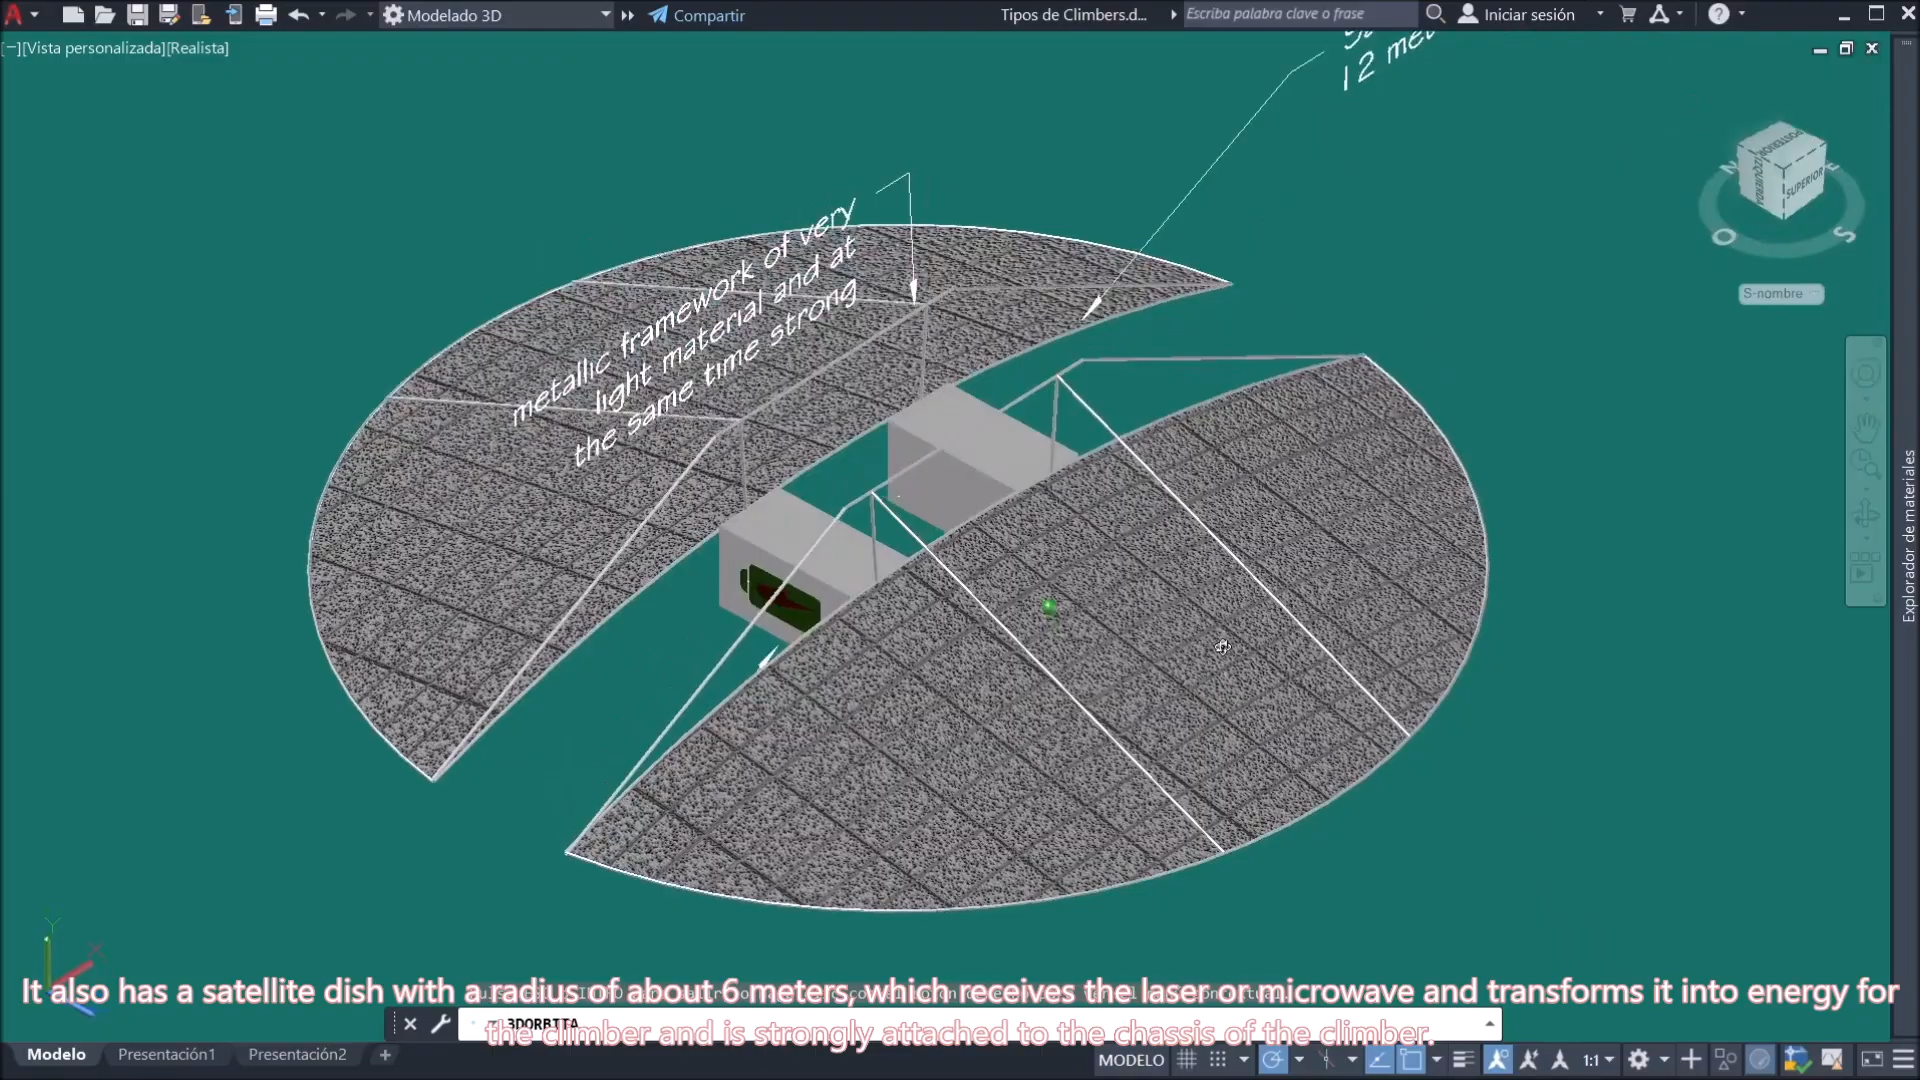 Modelado 3D
Compartir
Tipos de Climbers.d...
Escriba palabra clave o frase
Iniciar sesión
[−][Vista personalizada][Realista]
12 met
metallic framework of very
light material and at
the same time strong
POSTERIOR
IZQUIERDA
SUPERIOR
N
E
O
S
S-nombre
Explorador de materiales
Y
X
It also has a satellite dish with a radius of about 6 meters, which receives the laser or microwave and transforms it into energy for
the climber and is strongly attached to the chassis of the climber.
3DORBITA
Modelo
Presentación1
Presentación2
MODELO
1:1